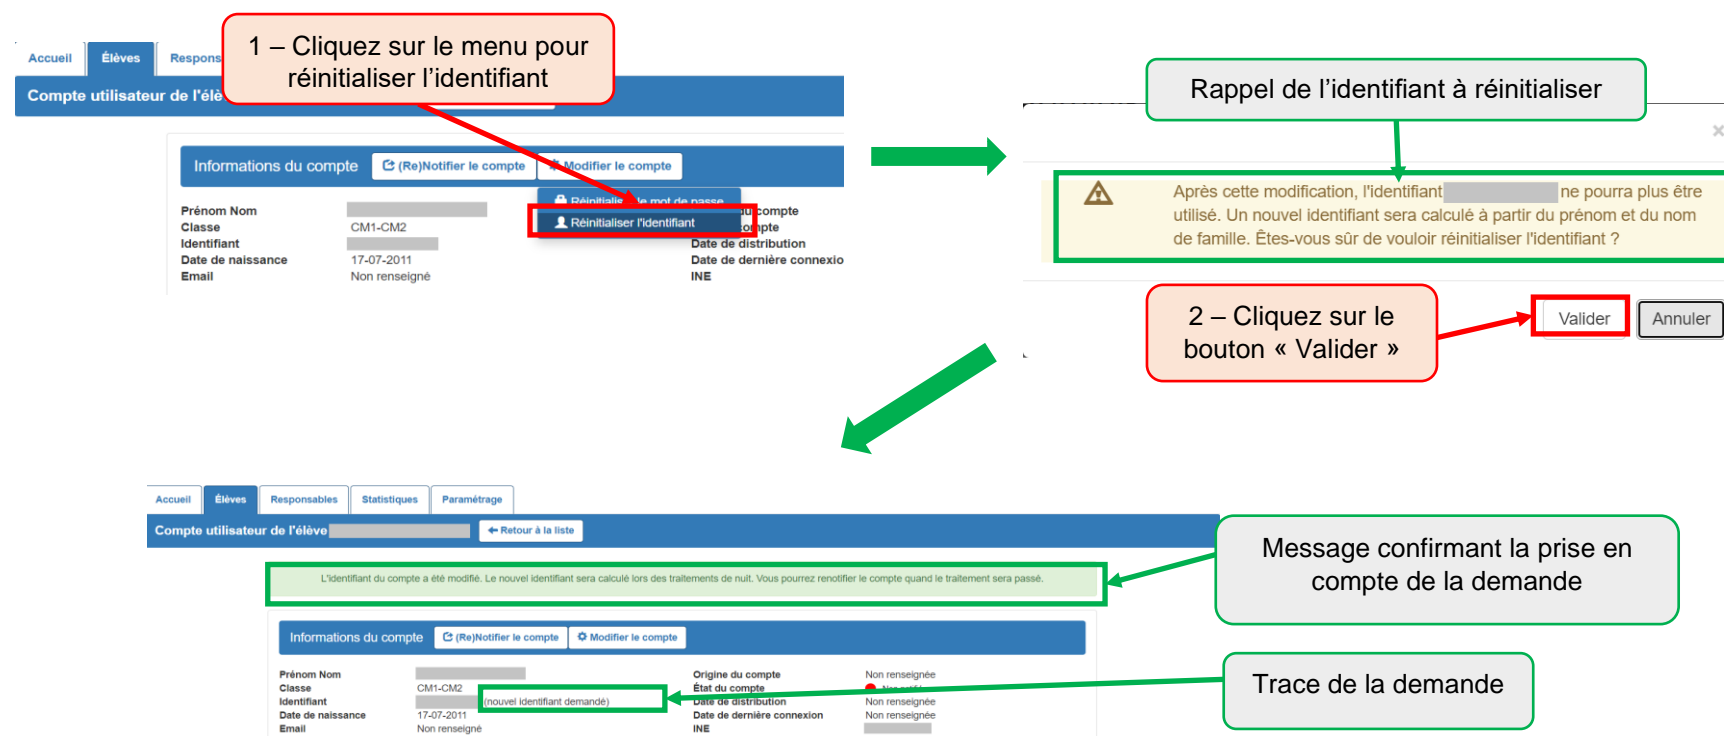 1 – Cliquez sur le menu pour
réinitialiser l'identifiant
Accueil Élèves Respons
Compte utilisateur de l'élè
Informations du compte (Re)Notifier le compte Modifier le compte
Réinitialiser l'identifiant
Prénom Nom
Classe CM1-CM2
Identifiant
Date de naissance 17-07-2011
Email Non renseigné
du compte
compte
Date de distribution
Date de dernière connexio
INE
Rappel de l'identifiant à réinitialiser
×
Après cette modification, l'identifiant ne pourra plus être
utilisé. Un nouvel identifiant sera calculé à partir du prénom et du nom
de famille. Êtes-vous sûr de vouloir réinitialiser l'identifiant ?
2 – Cliquez sur le
bouton « Valider »
Valider Annuler
Accueil Élèves Responsables Statistiques Paramétrage
Compte utilisateur de l'élève Retour à la liste
L'identifiant du compte a été modifié. Le nouvel identifiant sera calculé lors des traitements de nuit. Vous pourrez renotifier le compte quand le traitement sera passé.
Message confirmant la prise en
compte de la demande
Informations du compte (Re)Notifier le compte Modifier le compte
Prénom Nom
Classe CM1-CM2
Identifiant (nouvel identifiant demandé)
Date de naissance 17-07-2011
Email Non renseigné
Origine du compte Non renseignée
État du compte
Date de distribution Non renseignée
Date de dernière connexion Non renseignée
INE
Trace de la demande